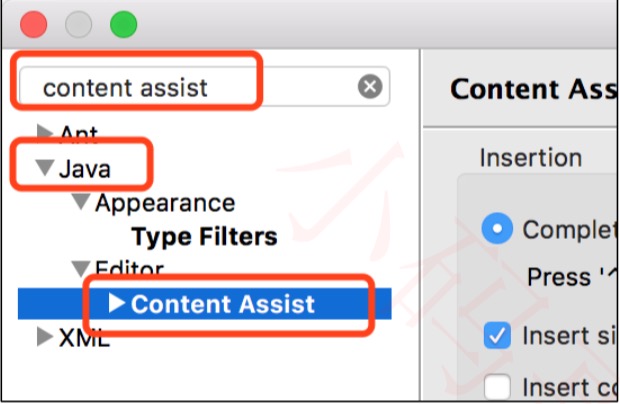 content assist
Content Ass
Ant
Java
Insertion
Appearance
Type Filters
Complet
Editor
Press '^
Content Assist
Insert si
XML
Insert co